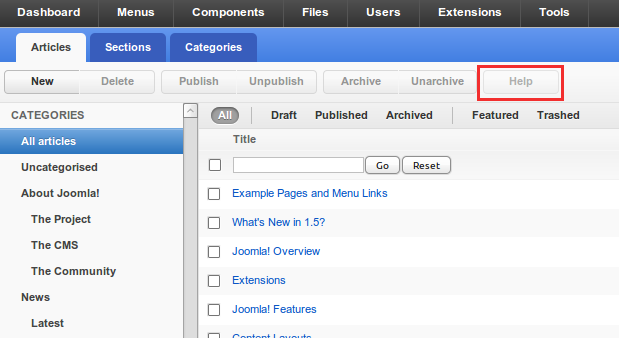 Dashboard Menus Components Files Users Extensions Tools
Articles Sections Categories
New Delete Publish Unpublish Archive Unarchive Help
CATEGORIES
All articles
Uncategorised
About Joomla!
The Project
The CMS
The Community
News
Latest
All Draft Published Archived Featured Trashed
Title
Go Reset
Example Pages and Menu Links
What's New in 1.5?
Joomla! Overview
Extensions
Joomla! Features
Content Layouts